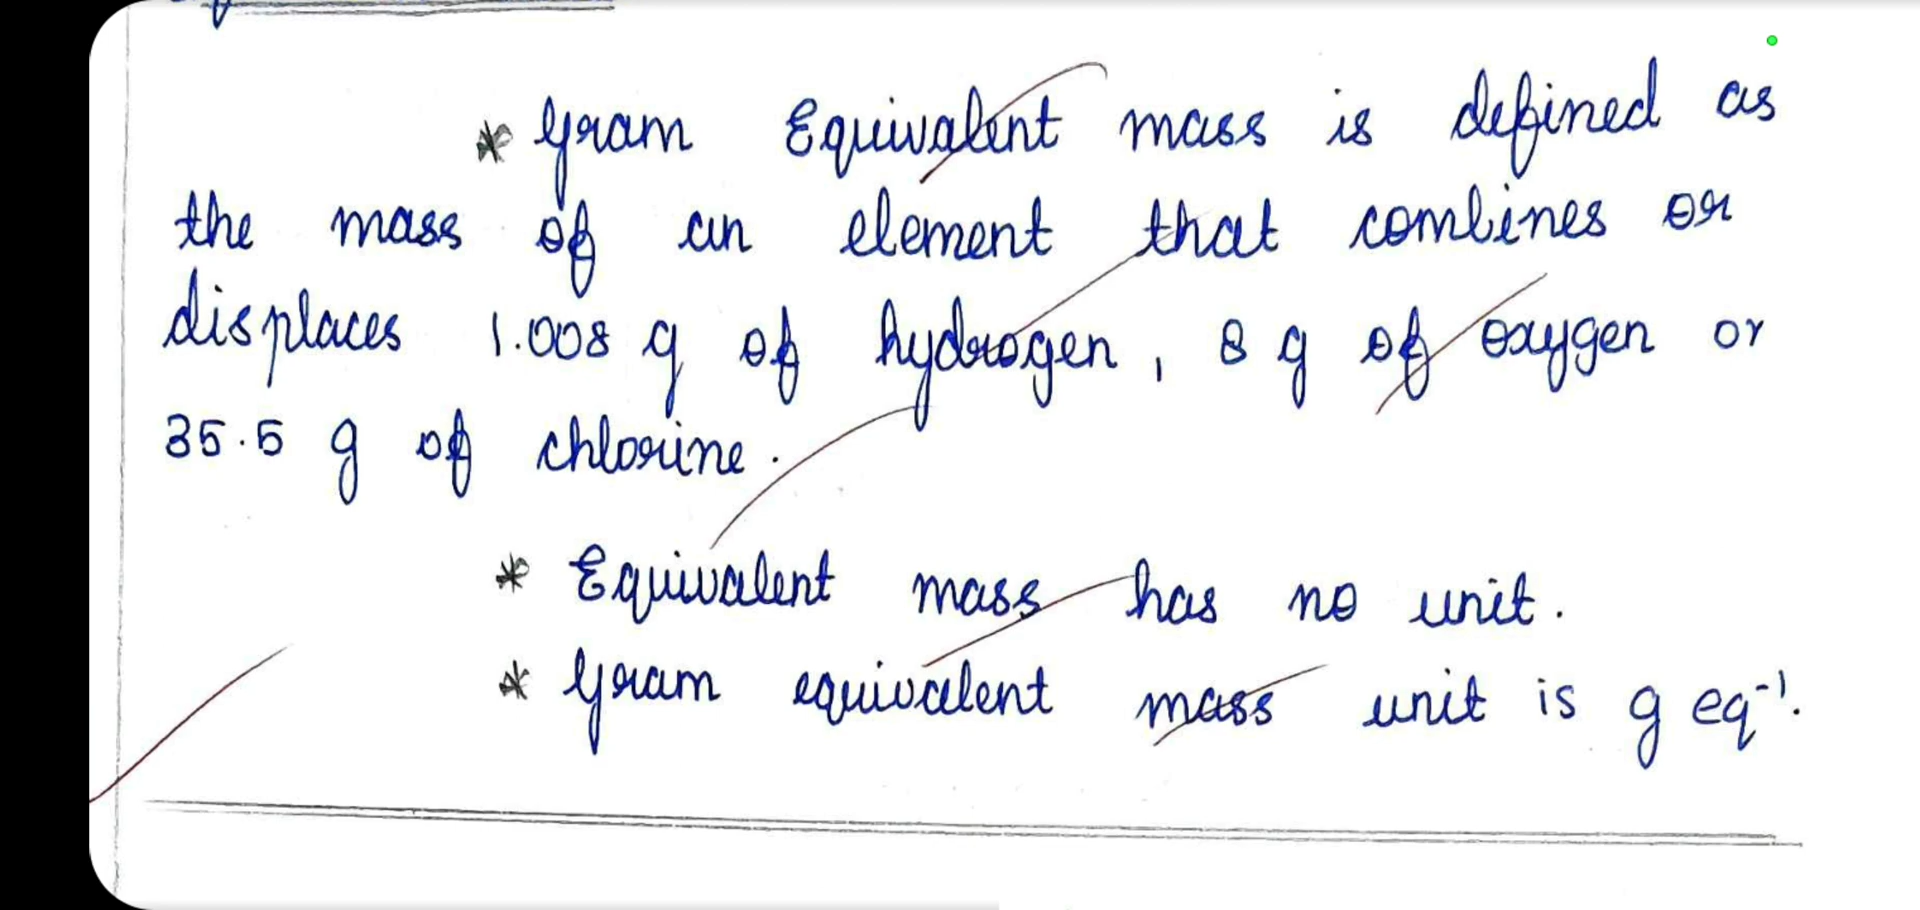 * Gram Equivalent mass is defined as
the mass of an element that combines or
displaces 1.008 g of hydrogen, 8 g of oxygen or
35.5 g of chlorine.
* Equivalent mass has no unit.
* Gram equivalent mass unit is g eq⁻¹.